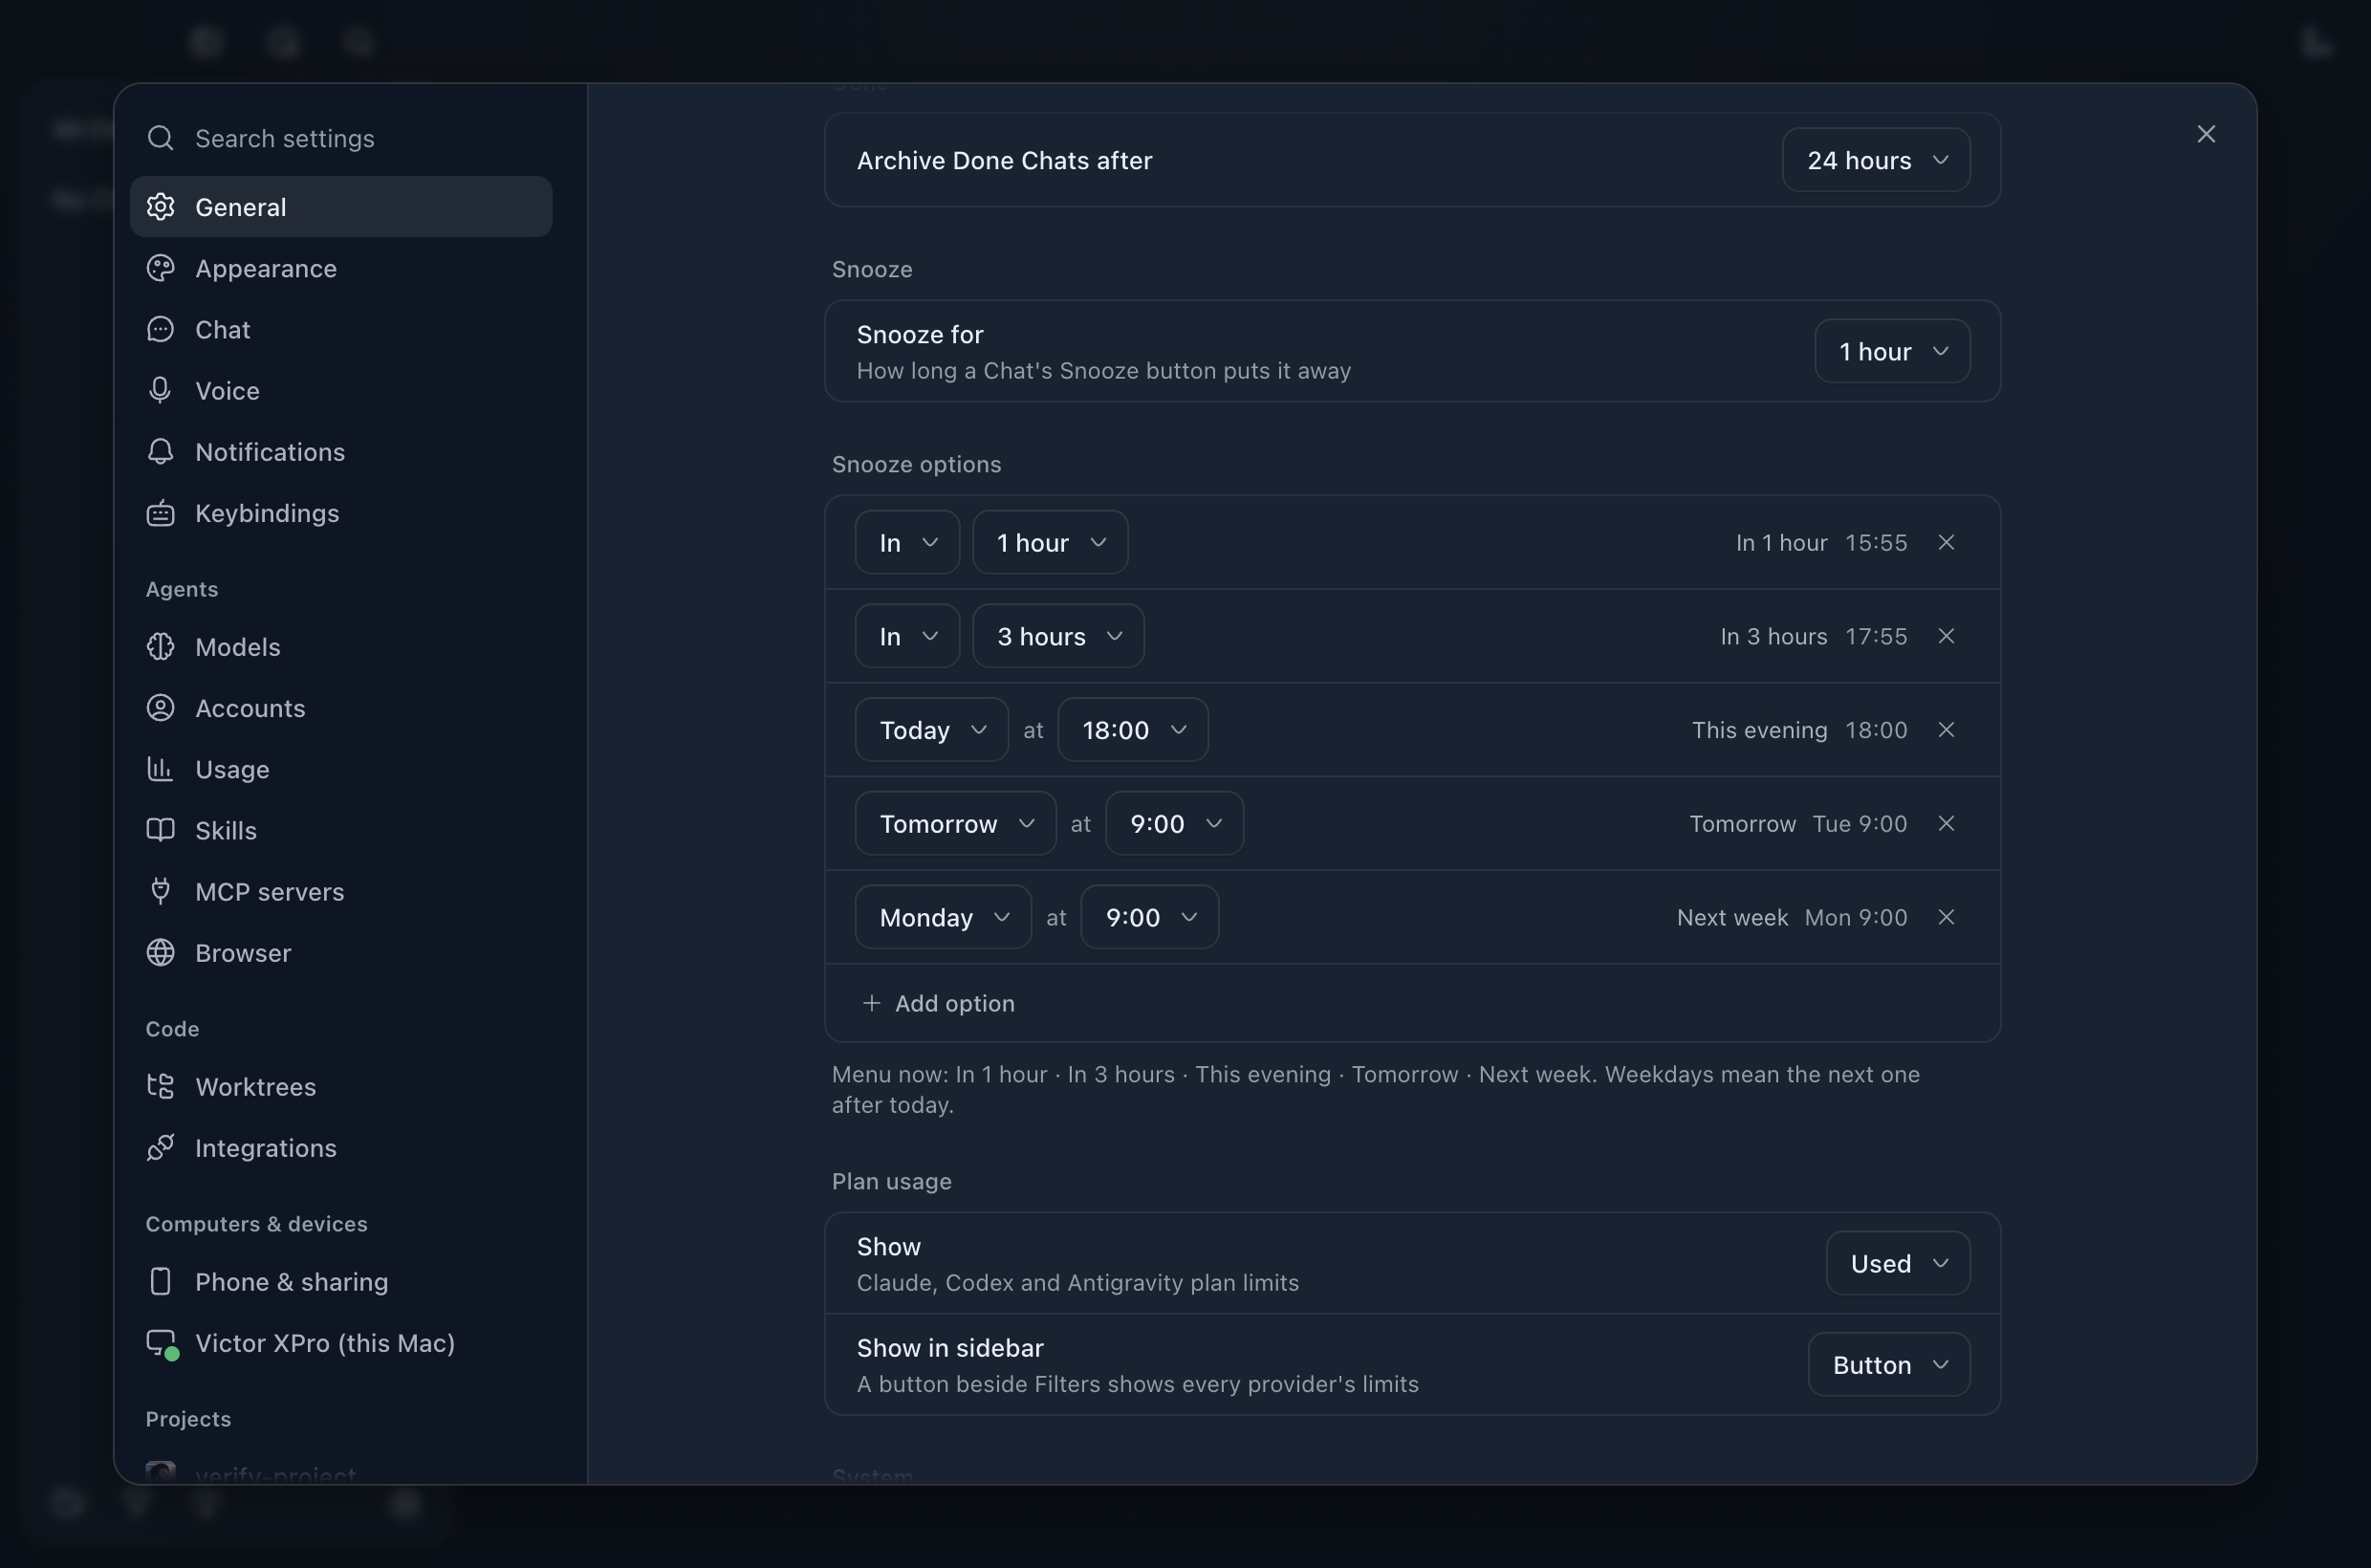 Search settings
General
Appearance
Chat
Voice
Notifications
Keybindings
Agents
Models
Accounts
Usage
Skills
MCP servers
Browser
Code
Worktrees
Integrations
Computers & devices
Phone & sharing
Victor XPro (this Mac)
Projects
verify-project
Done
Archive Done Chats after
24 hours
Snooze
Snooze for
How long a Chat's Snooze button puts it away
1 hour
Snooze options
In 1 hour In 1 hour 15:55
In 3 hours In 3 hours 17:55
Today at 18:00 This evening 18:00
Tomorrow at 9:00 Tomorrow Tue 9:00
Monday at 9:00 Next week Mon 9:00
Add option
Menu now: In 1 hour · In 3 hours · This evening · Tomorrow · Next week. Weekdays mean the next one
after today.
Plan usage
Show
Claude, Codex and Antigravity plan limits
Used
Show in sidebar
A button beside Filters shows every provider's limits
Button
System